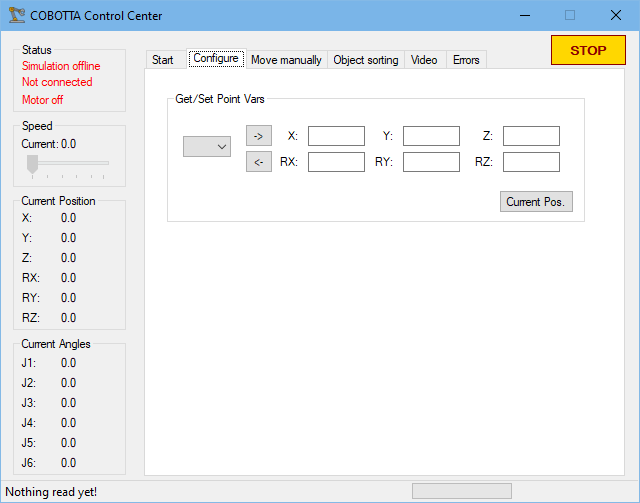 COBOTTA Control Center
Status
Simulation offline
Not connected
Motor off
Speed
Current: 0.0
Current Position
X: 0.0
Y: 0.0
Z: 0.0
RX: 0.0
RY: 0.0
RZ: 0.0
Current Angles
J1: 0.0
J2: 0.0
J3: 0.0
J4: 0.0
J5: 0.0
J6: 0.0
STOP
Start Configure Move manually Object sorting Video Errors
Get/Set Point Vars
-> X: Y: Z:
<- RX: RY: RZ:
Current Pos.
Nothing read yet!